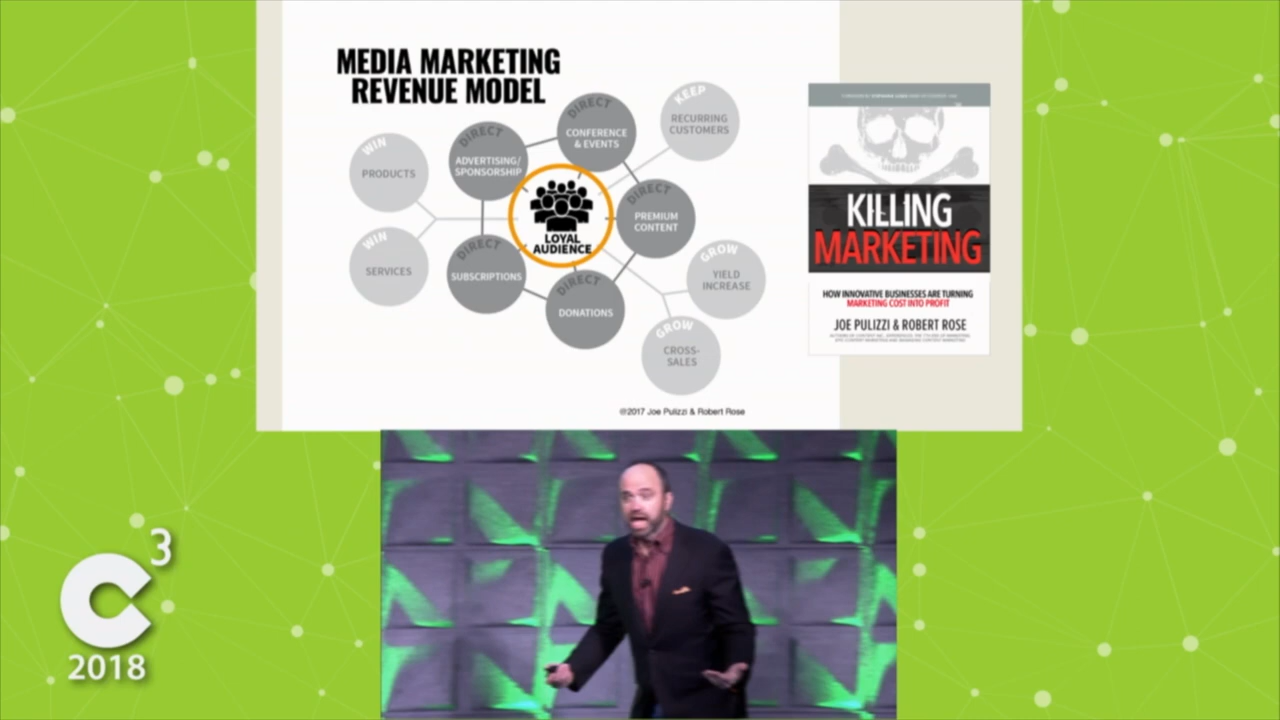 MEDIA MARKETING
REVENUE MODEL
WIN
PRODUCTS
WIN
SERVICES
DIRECT
ADVERTISING/
SPONSORSHIP
DIRECT
CONFERENCE
& EVENTS
KEEP
RECURRING
CUSTOMERS
DIRECT
PREMIUM
CONTENT
LOYAL
AUDIENCE
DIRECT
SUBSCRIPTIONS
DIRECT
DONATIONS
GROW
YIELD
INCREASE
GROW
CROSS-
SALES
©2017 Joe Pulizzi & Robert Rose
KILLING
MARKETING
HOW INNOVATIVE BUSINESSES ARE TURNING
MARKETING COST INTO PROFIT
JOE PULIZZI & ROBERT ROSE
C3
2018